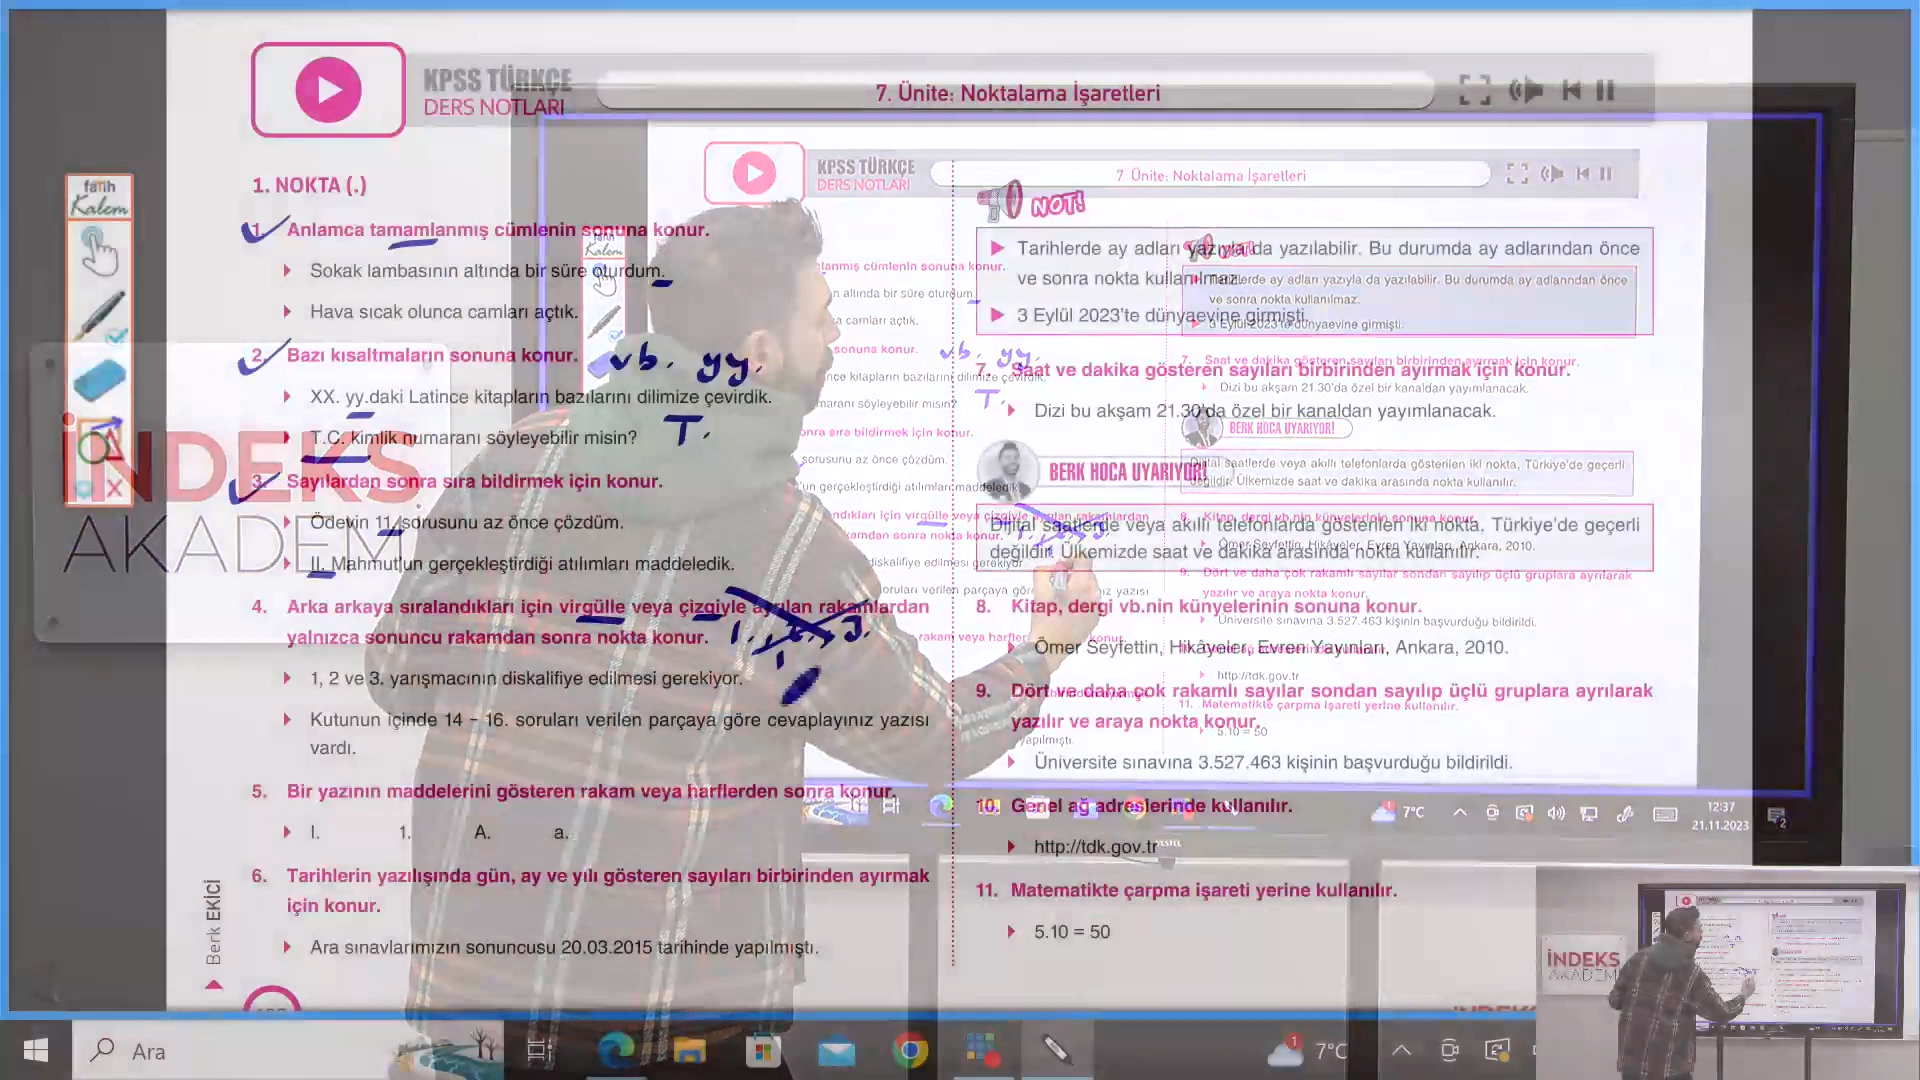 KPSS TÜRKÇE
DERS NOTLARI
7. Ünite: Noktalama İşaretleri
fatih
Kalem
1. NOKTA (.)
1. Anlamca tamamlanmış cümlenin sonuna konur.
Sokak lambasının altında bir süre oturdum.
Hava sıcak olunca camları açtık.
2. Bazı kısaltmaların sonuna konur.
vb. yy.
XX. yy.daki Latince kitapların bazılarını dilimize çevirdik.
T.C. kimlik numaranı söyleyebilir misin?
T.
3. Sayılardan sonra sıra bildirmek için konur.
Ödevin 11. sorusunu az önce çözdüm.
II. Mahmut'un gerçekleştirdiği atılımları maddeledik.
4. Arka arkaya sıralandıkları için virgülle veya çizgiyle ayrılan rakamlardan
yalnızca sonuncu rakamdan sonra nokta konur.
1, 2 ve 3. yarışmacının diskalifiye edilmesi gerekiyor.
Kutunun içinde 14 – 16. soruları verilen parçaya göre cevaplayınız yazısı
vardı.
5. Bir yazının maddelerini gösteren rakam veya harflerden sonra konur.
I. 1. A. a.
6. Tarihlerin yazılışında gün, ay ve yılı gösteren sayıları birbirinden ayırmak
için konur.
Ara sınavlarımızın sonuncusu 20.03.2015 tarihinde yapılmıştı.
Berk EKİCİ
İNDEKS
AKADEMİ
NOT!
Tarihlerde ay adları yazıyla da yazılabilir. Bu durumda ay adlarından önce
ve sonra nokta kullanılmaz.
3 Eylül 2023'te dünyaevine girmişti.
7. Saat ve dakika gösteren sayıları birbirinden ayırmak için konur.
Dizi bu akşam 21.30'da özel bir kanaldan yayımlanacak.
BERK HOCA UYARIYOR!
Dijital saatlerde veya akıllı telefonlarda gösterilen iki nokta, Türkiye'de geçerli
değildir. Ülkemizde saat ve dakika arasında nokta kullanılır.
8. Kitap, dergi vb.nin künyelerinin sonuna konur.
Ömer Seyfettin, Hikâyeler, Evren Yayınları, Ankara, 2010.
9. Dört ve daha çok rakamlı sayılar sondan sayılıp üçlü gruplara ayrılarak
yazılır ve araya nokta konur.
Üniversite sınavına 3.527.463 kişinin başvurduğu bildirildi.
10. Genel ağ adreslerinde kullanılır.
http://tdk.gov.tr
11. Matematikte çarpma işareti yerine kullanılır.
5.10 = 50
KPSS TÜRKÇE
DERS NOTLARI
7 Ünite: Noktalama İşaretleri
7°C
12:37
21.11.2023
VESTEL
Ara
7°C
İNDEKS
AKADEMİ